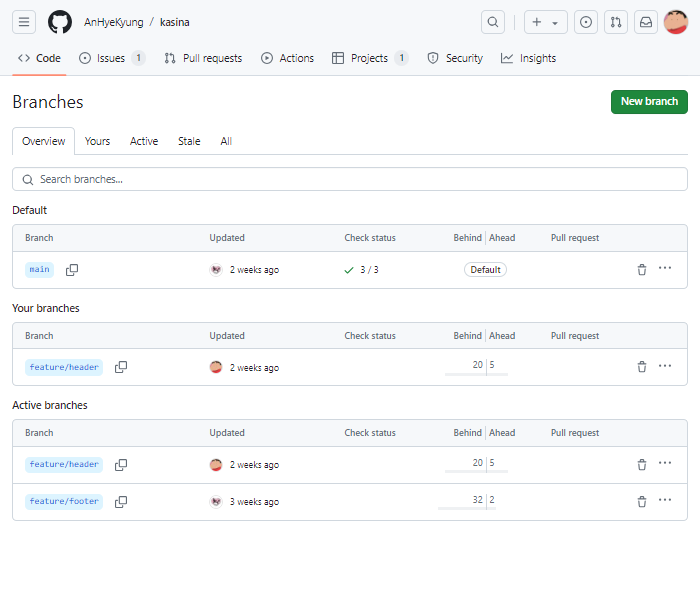 AnHyeKyung / kasina
Code Issues 1 Pull requests Actions Projects 1 Security Insights
Branches
New branch
Overview Yours Active Stale All
Search branches...
Default
Branch Updated Check status Behind Ahead Pull request
main 2 weeks ago 3 / 3 Default
Your branches
Branch Updated Check status Behind Ahead Pull request
feature/header 2 weeks ago 20 5
Active branches
Branch Updated Check status Behind Ahead Pull request
feature/header 2 weeks ago 20 5
feature/footer 3 weeks ago 32 2